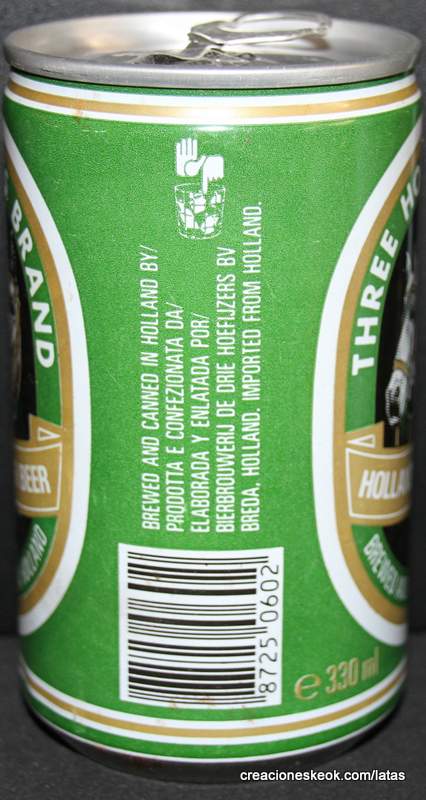 BREWED AND CANNED IN HOLLAND BY/
PRODOTTA E CONFEZIONATA DA/
ELABORADA Y ENLATADA POR/
BIERBROUWERIJ DE DRIE HOEFIJZERS BV
BREDA, HOLLAND. IMPORTED FROM HOLLAND.
8725 0602
e 330 ml
BRAND
BEER
THREE HO
HOLLA
BREWED
creacioneskeok.com/latas